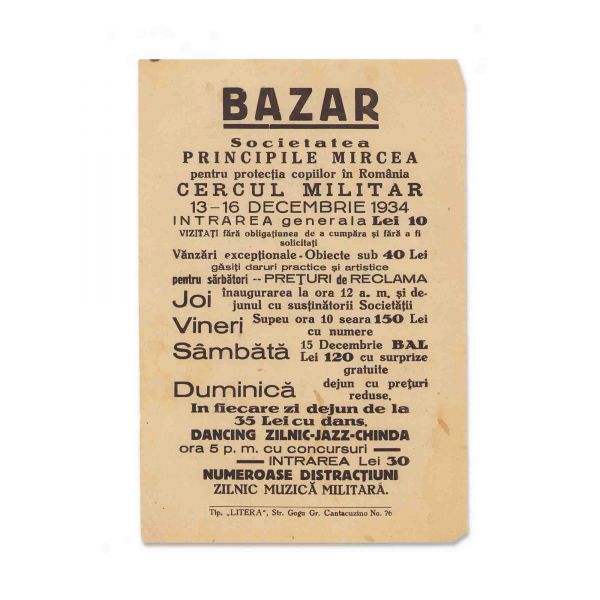 BAZAR
Societatea
PRINCIPILE MIRCEA
pentru protecția copiilor în România
CERCUL MILITAR
13-16 DECEMBRIE 1934
INTRAREA generala Lei 10
VIZITAȚI fără obligațiunea de a cumpăra și fără a fi
solicitați
Vânzări excepționale - Obiecte sub 40 Lei
găsiți daruri practice și artistice
pentru sărbători -- PREȚURI de RECLAMA
Joi înaugurarea la ora 12 a. m. și de-
junul cu susținătorii Societății
Vineri Supeu ora 10 seara 150 Lei
cu numere
Sâmbătă 15 Decembrie BAL
Lei 120 cu surprize
gratuite
Duminică dejun cu prețuri
reduse.
In fiecare zi dejun de la
35 Lei cu dans.
DANCING ZILNIC-JAZZ-CHINDA
ora 5 p. m. cu concursuri —
— INTRAREA Lei 30
NUMEROASE DISTRACȚIUNI
ZILNIC MUZICĂ MILITARĂ.
Tip. „LITERA", Str. Gogu Gr. Cantacuzino No. 76